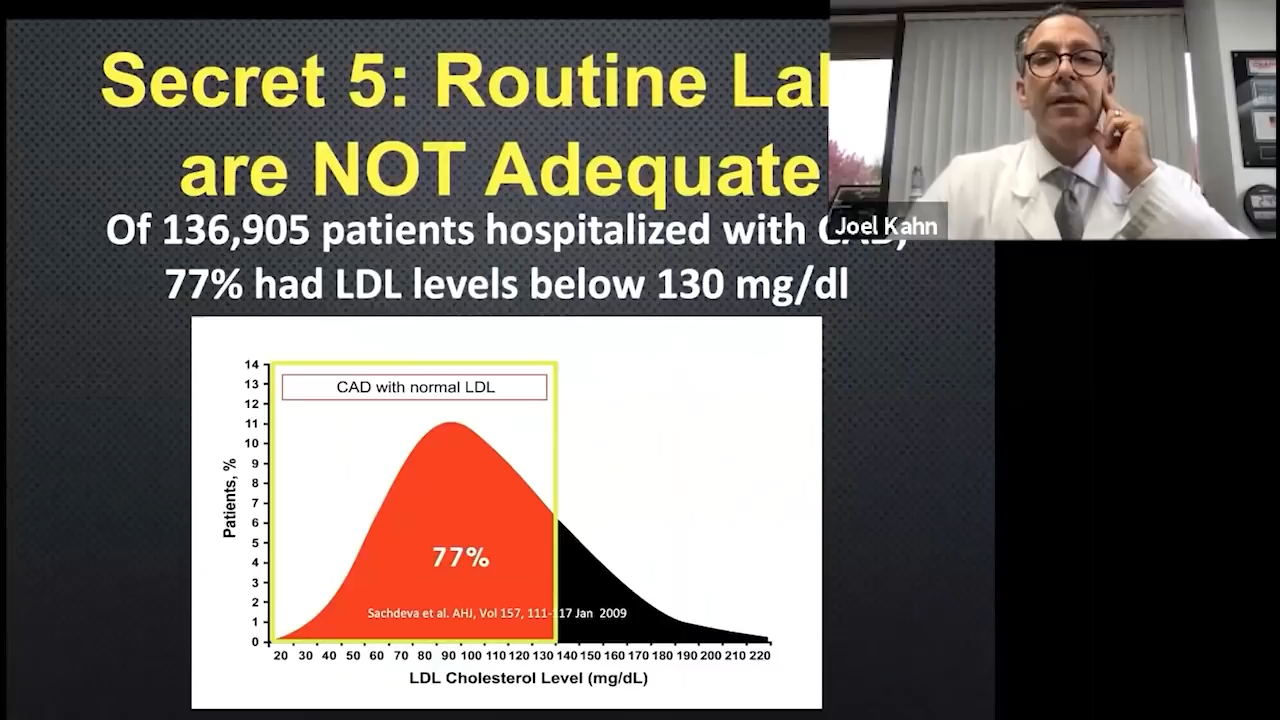 Secret 5: Routine
are NOT Adequate
Of 136,905 patients hospitalized with
77% had LDL levels below 130 mg/dl
Joel Kahn
14
13
12
11
10
9
8
7
6
5
4
3
2
1
0
Patients, %
CAD with normal LDL
77%
Sachdeva et al. AHJ, Vol 157, 111-117 Jan 2009
20 30 40 50 60 70 80 90 100 110 120 130 140 150 160 170 180 190 200 210 220
LDL Cholesterol Level (mg/dL)